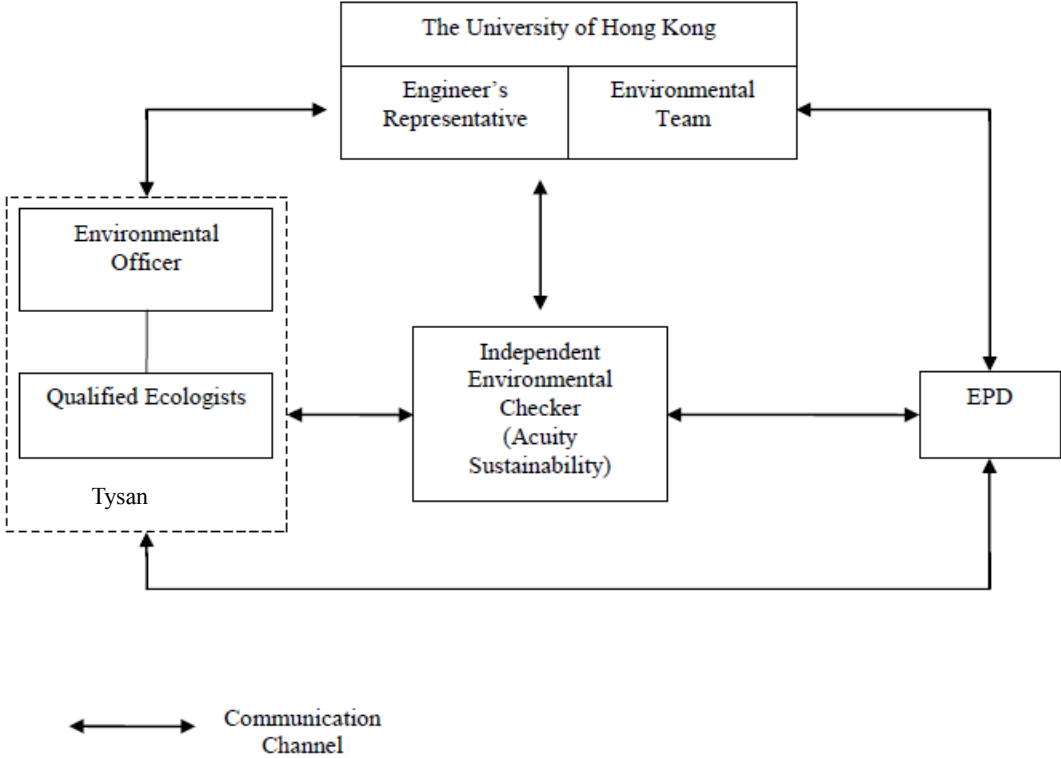 The University of Hong Kong
Engineer’s
Representative
Environmental
Team
Environmental
Officer
Qualified Ecologists
Tysan
Independent
Environmental
Checker
(Acuity
Sustainability)
EPD
Communication
Channel